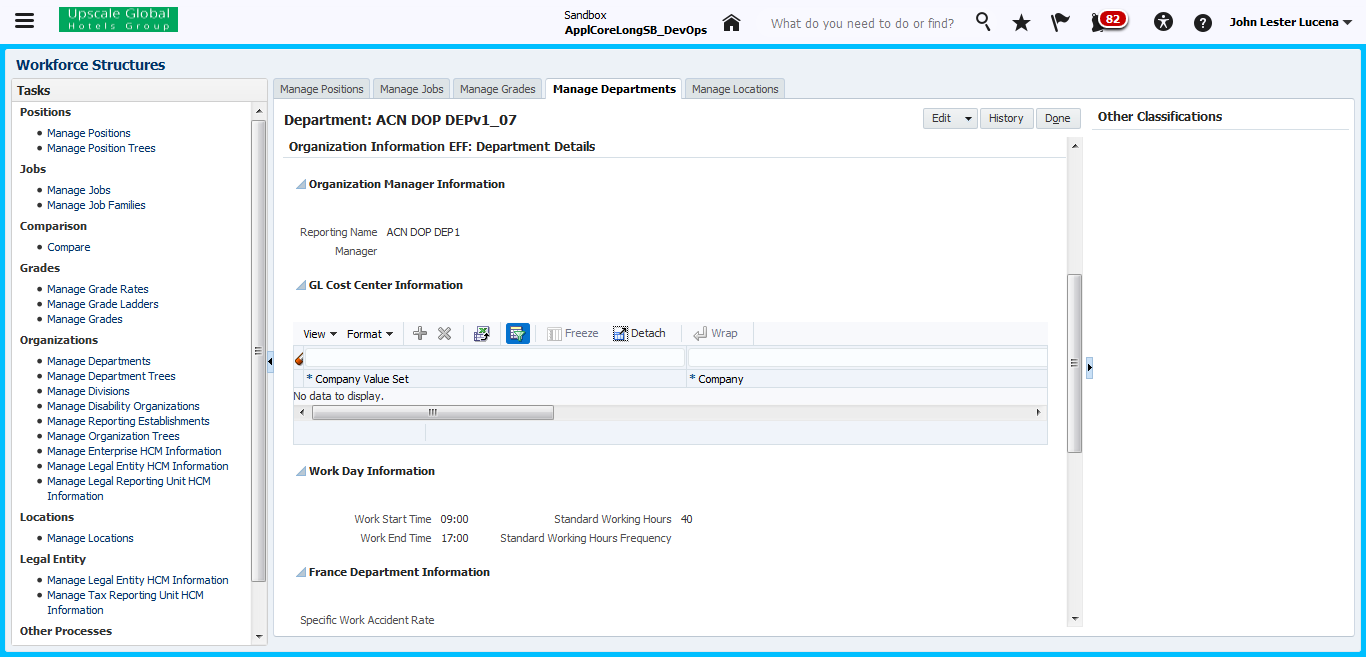 Upscale Global
Hotels Group
Sandbox
ApplCoreLongSB_DevOps
What do you need to do or find?
82
John Lester Lucena
Workforce Structures
Tasks
Positions
Manage Positions
Manage Position Trees
Jobs
Manage Jobs
Manage Job Families
Comparison
Compare
Grades
Manage Grade Rates
Manage Grade Ladders
Manage Grades
Organizations
Manage Departments
Manage Department Trees
Manage Divisions
Manage Disability Organizations
Manage Reporting Establishments
Manage Organization Trees
Manage Enterprise HCM Information
Manage Legal Entity HCM Information
Manage Legal Reporting Unit HCM
Information
Locations
Manage Locations
Legal Entity
Manage Legal Entity HCM Information
Manage Tax Reporting Unit HCM
Information
Other Processes
Manage Positions
Manage Jobs
Manage Grades
Manage Departments
Manage Locations
Department: ACN DOP DEPv1_07
Edit
History
Done
Organization Information EFF: Department Details
Organization Manager Information
Reporting Name ACN DOP DEP1
Manager
GL Cost Center Information
View Format Freeze Detach Wrap
* Company Value Set * Company
No data to display.
Work Day Information
Work Start Time 09:00 Standard Working Hours 40
Work End Time 17:00 Standard Working Hours Frequency
France Department Information
Specific Work Accident Rate
Other Classifications